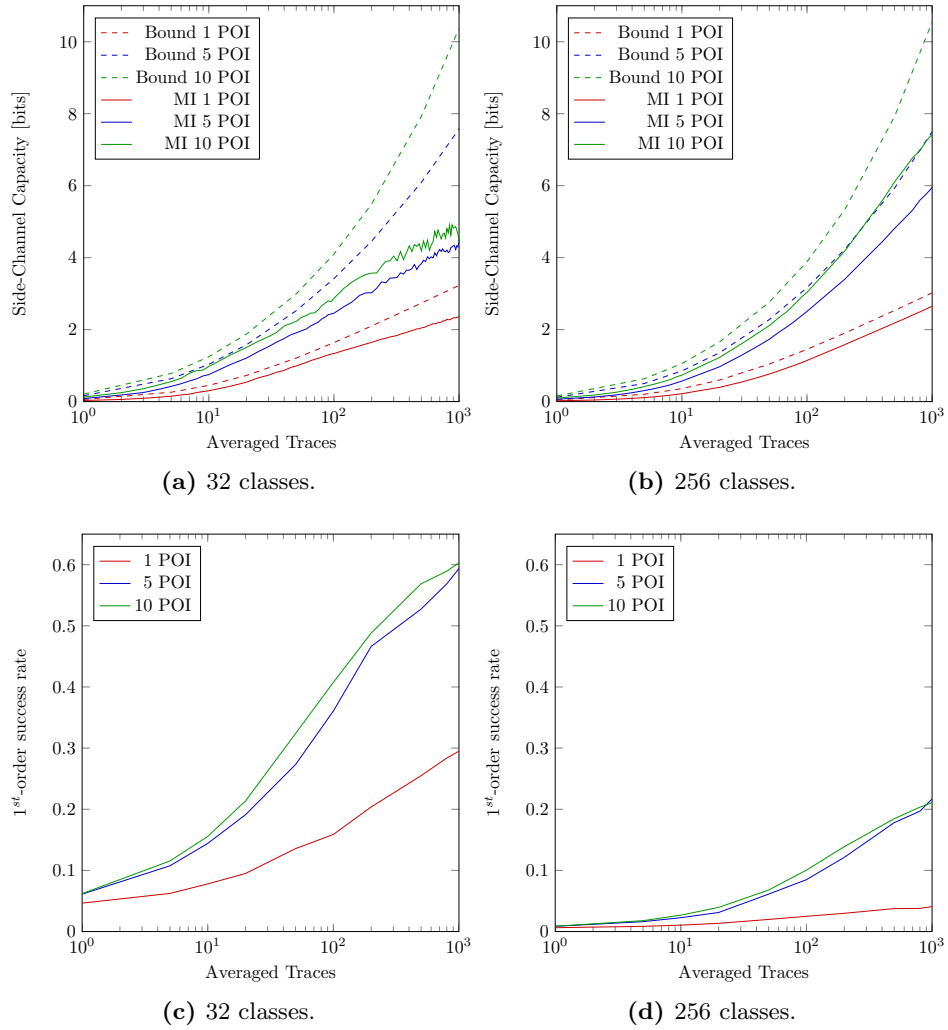 Side-Channel Capacity [bits]
10
8
6
4
2
0
Bound 1 POI
Bound 5 POI
Bound 10 POI
MI 1 POI
MI 5 POI
MI 10 POI
10^0 10^1 10^2 10^3
Averaged Traces
(a) 32 classes.
Side-Channel Capacity [bits]
10
8
6
4
2
0
Bound 1 POI
Bound 5 POI
Bound 10 POI
MI 1 POI
MI 5 POI
MI 10 POI
10^0 10^1 10^2 10^3
Averaged Traces
(b) 256 classes.
1^st-order success rate
0.6
0.5
0.4
0.3
0.2
0.1
0
1 POI
5 POI
10 POI
10^0 10^1 10^2 10^3
Averaged Traces
(c) 32 classes.
1^st-order success rate
0.6
0.5
0.4
0.3
0.2
0.1
0
1 POI
5 POI
10 POI
10^0 10^1 10^2 10^3
Averaged Traces
(d) 256 classes.